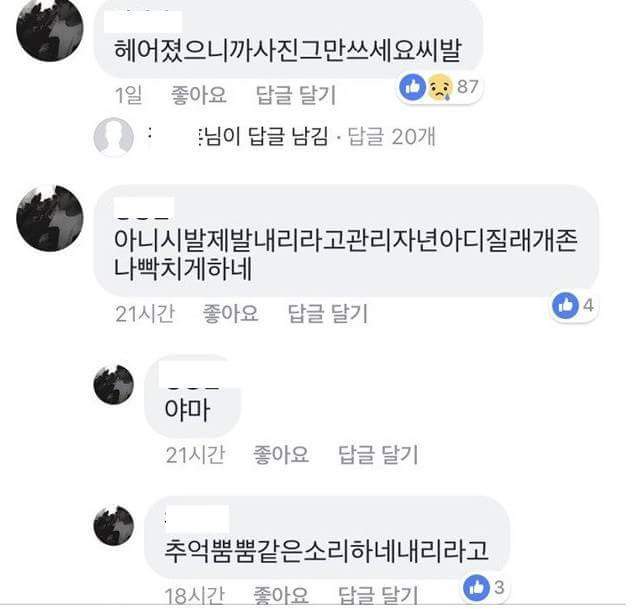 헤어졌으니까사진그만쓰세요씨발
1일 좋아요 답글 달기 87
님이 답글 남김 · 답글 20개
아니시발제발내리라고관리자년아디질래개존
나빡치게하네
21시간 좋아요 답글 달기 4
야마
21시간 좋아요 답글 달기
추억뿜뿜같은소리하네내리라고
18시간 좋아요 답글 달기 3